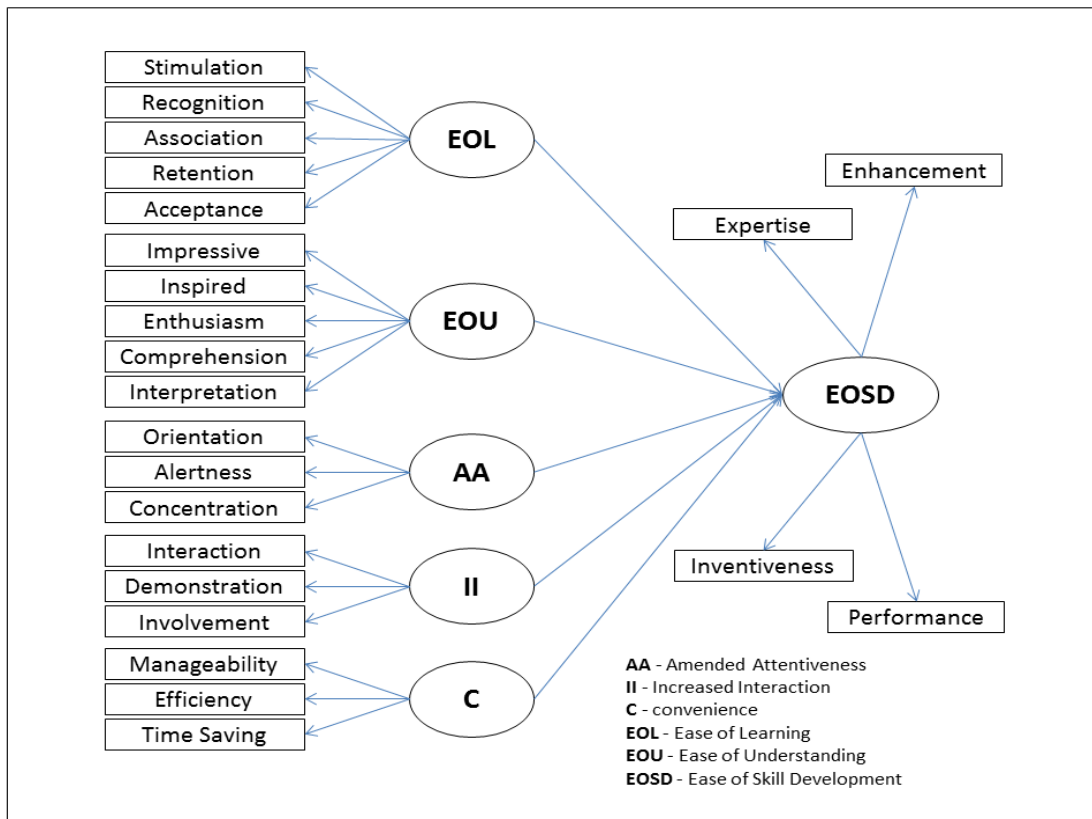 Stimulation
Recognition
Association
Retention
Acceptance
EOL
Impressive
Inspired
Enthusiasm
Comprehension
Interpretation
EOU
Orientation
Alertness
Concentration
AA
Interaction
Demonstration
Involvement
II
Manageability
Efficiency
Time Saving
C
Enhancement
Expertise
EOSD
Inventiveness
Performance
AA - Amended Attentiveness
II - Increased Interaction
C - convenience
EOL - Ease of Learning
EOU - Ease of Understanding
EOSD - Ease of Skill Development